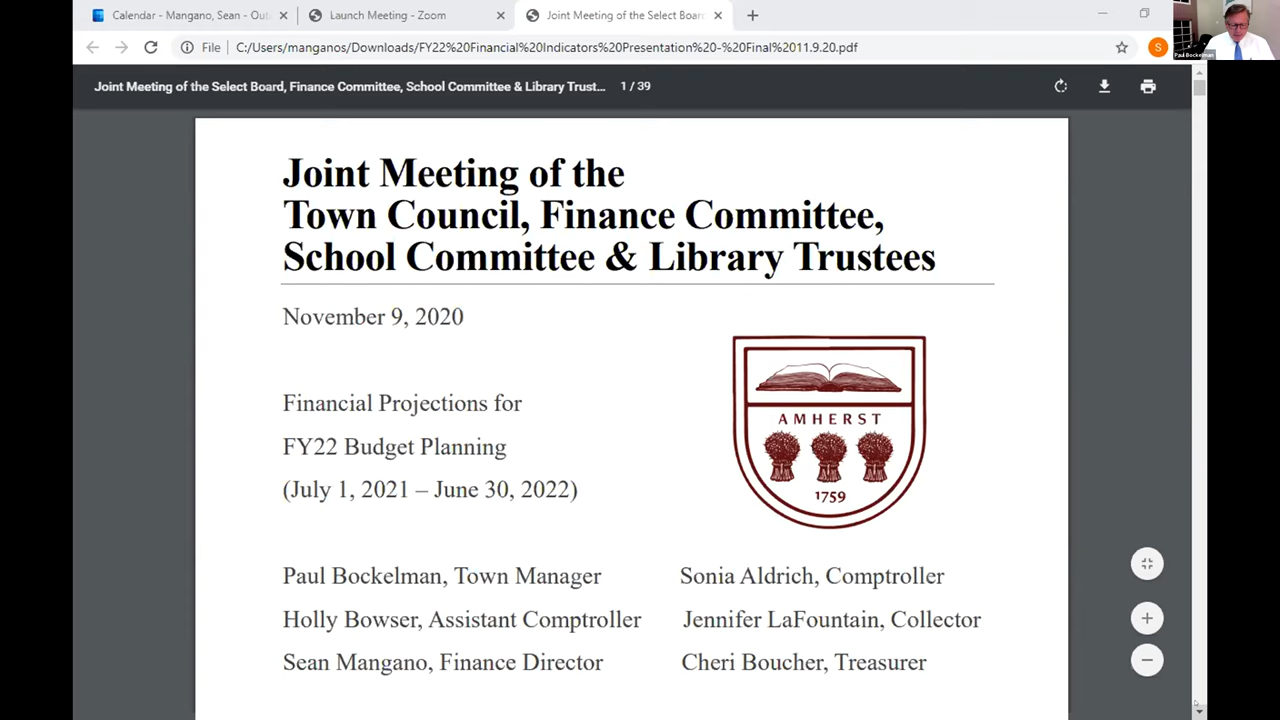 Calendar - Mangano, Sean - Out
Launch Meeting - Zoom
Joint Meeting of the Select Boar
File
C:/Users/manganos/Downloads/FY22%20Financial%20Indicators%20Presentation%20-%20Final%2011.9.20.pdf
S
Paul Bockelman
Joint Meeting of the Select Board, Finance Committee, School Committee & Library Trust...
1 / 39
Joint Meeting of the
Town Council, Finance Committee,
School Committee & Library Trustees
November 9, 2020
Financial Projections for
FY22 Budget Planning
(July 1, 2021 – June 30, 2022)
AMHERST
1759
Paul Bockelman, Town Manager
Sonia Aldrich, Comptroller
Holly Bowser, Assistant Comptroller
Jennifer LaFountain, Collector
Sean Mangano, Finance Director
Cheri Boucher, Treasurer